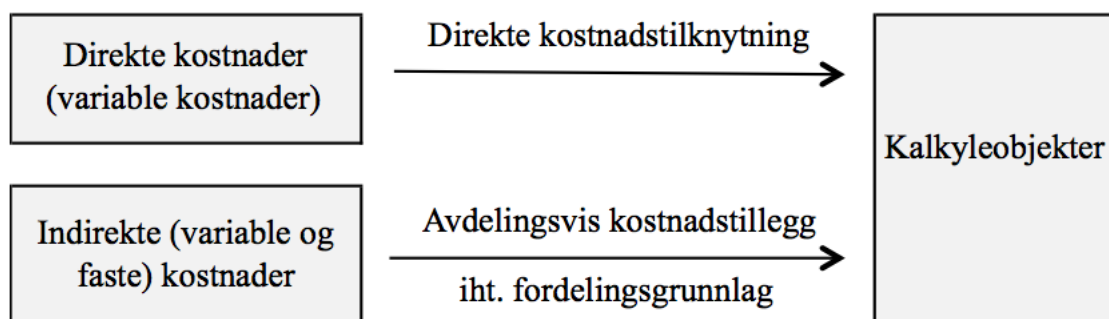 Direkte kostnader
(variable kostnader)
Direkte kostnadstilknytning
Kalkyleobjekter
Indirekte (variable og
faste) kostnader
Avdelingsvis kostnadstillegg
iht. fordelingsgrunnlag